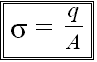 σ = q/A